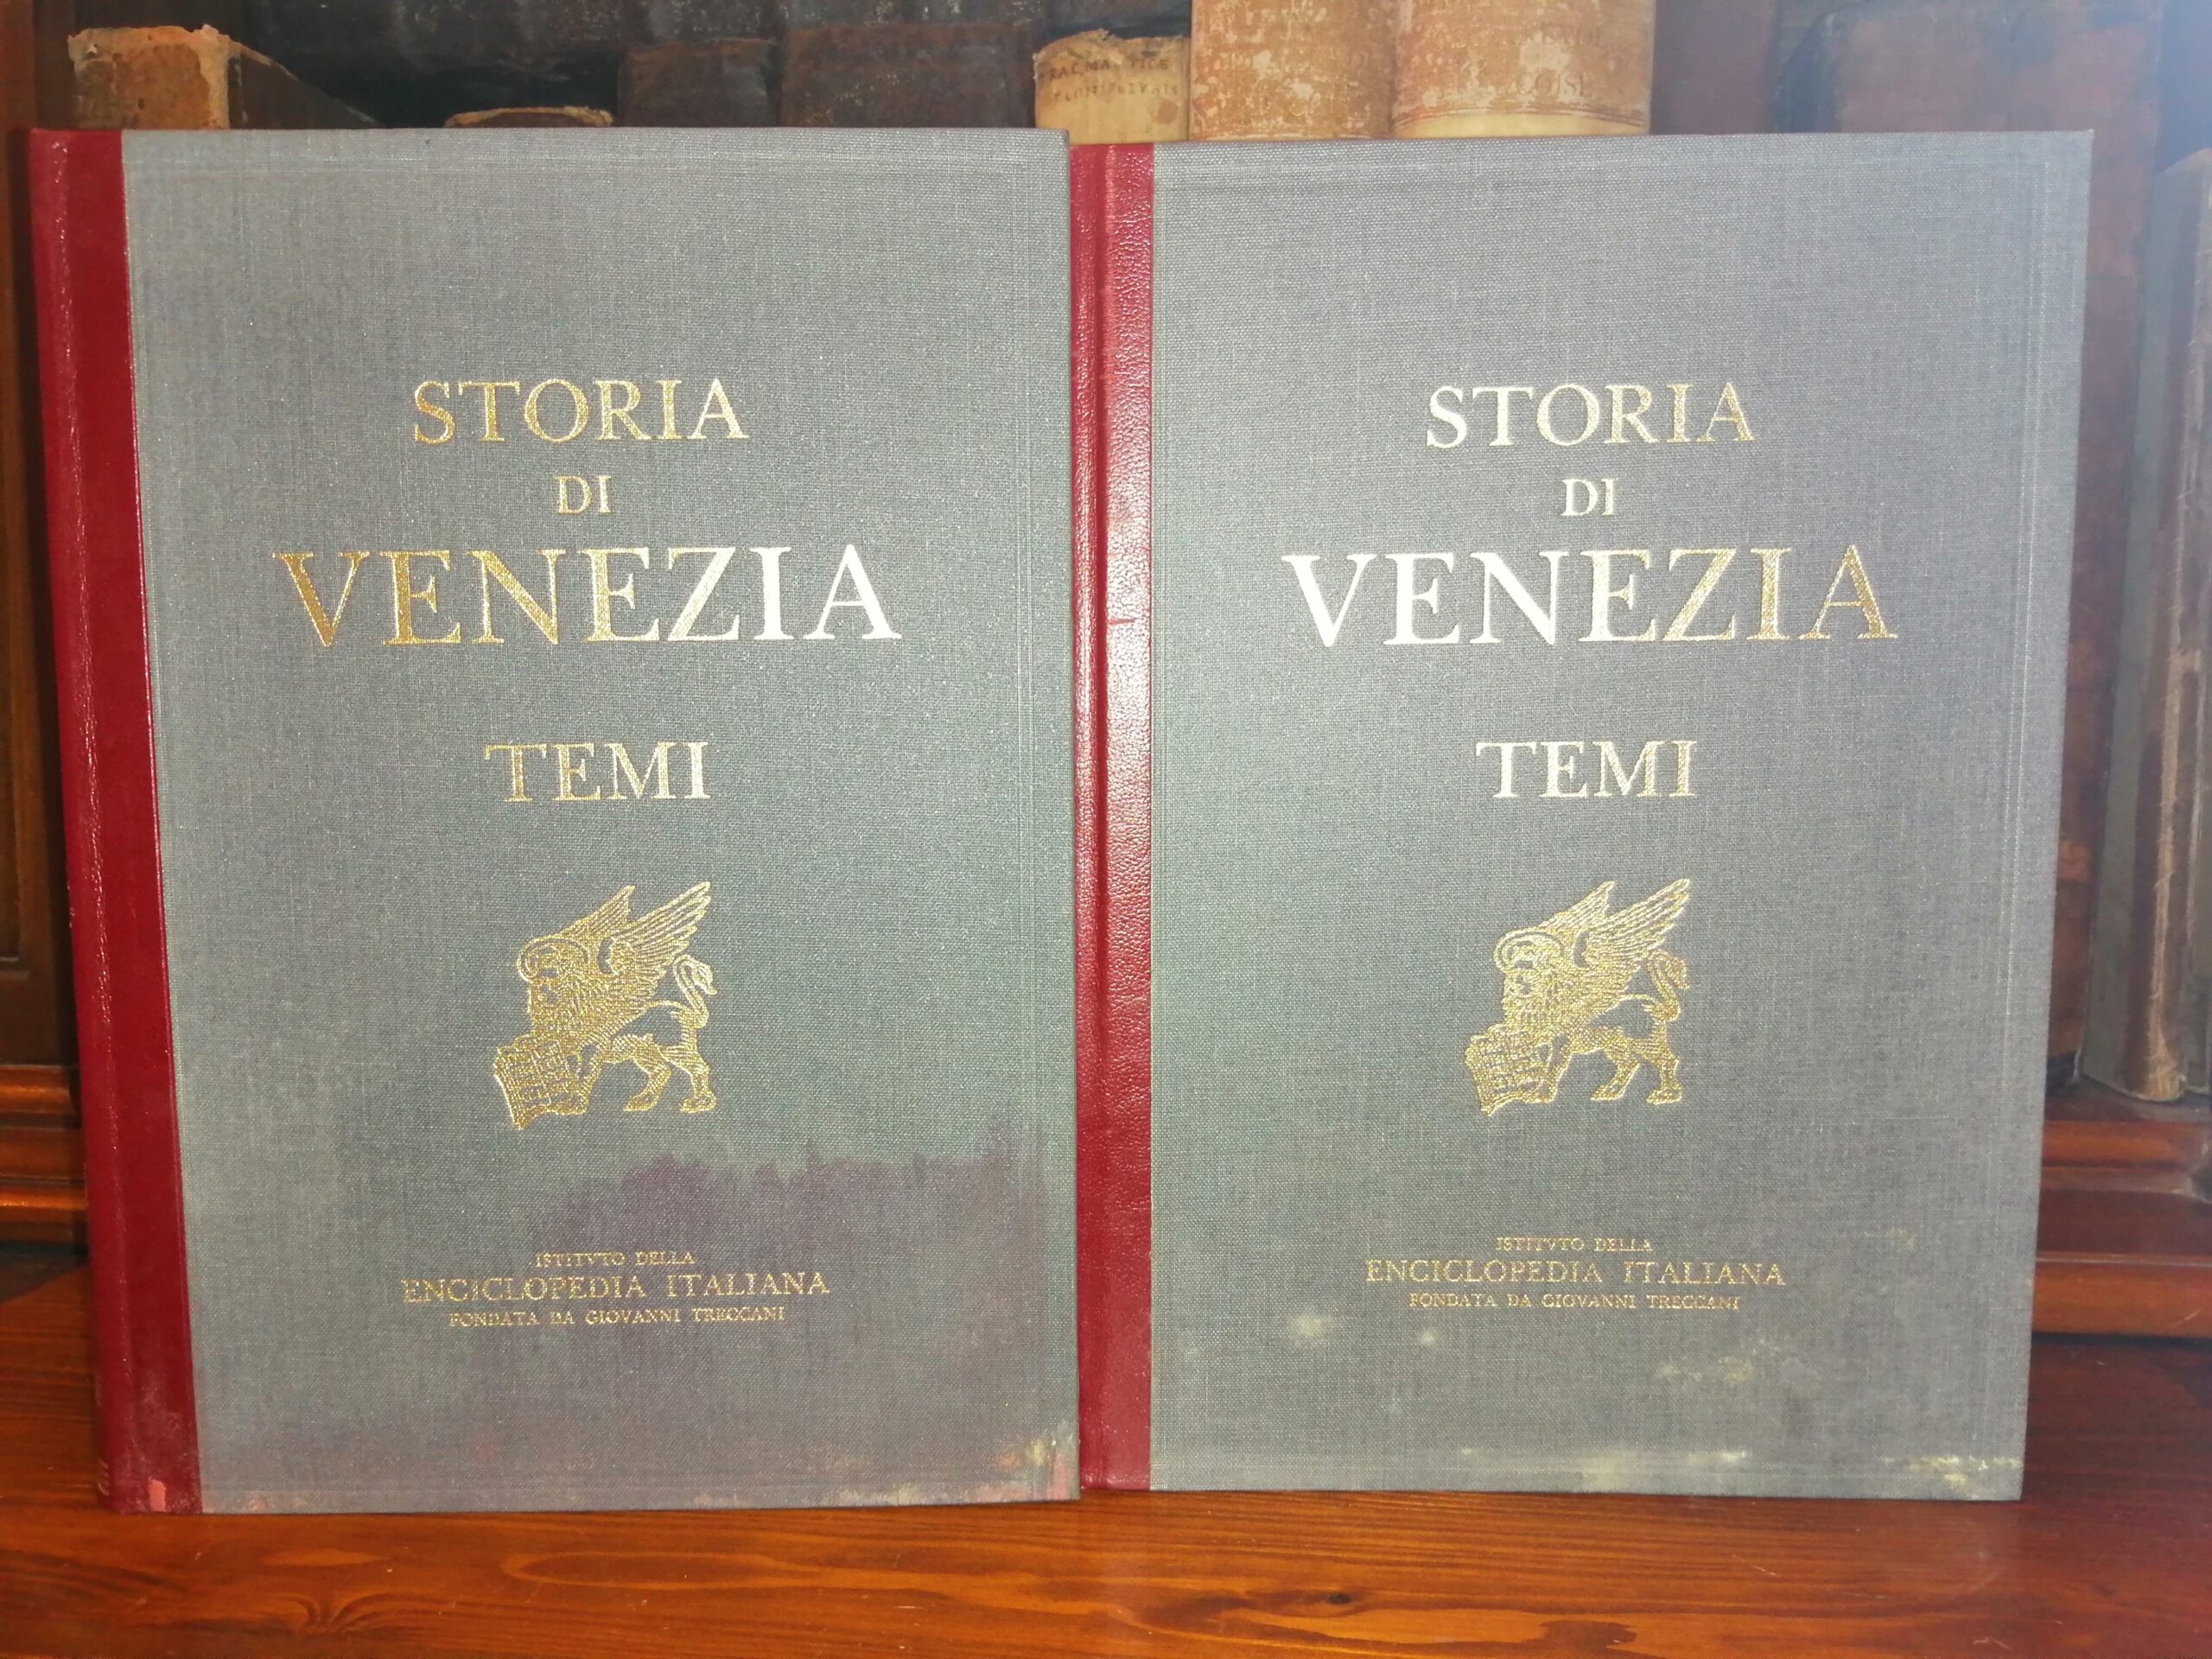 STORIA
DI
VENEZIA
TEMI
ISTITVTO DELLA
ENCICLOPEDIA ITALIANA
FONDATA DA GIOVANNI TRECCANI
STORIA
DI
VENEZIA
TEMI
ISTITVTO DELLA
ENCICLOPEDIA ITALIANA
FONDATA DA GIOVANNI TRECCANI